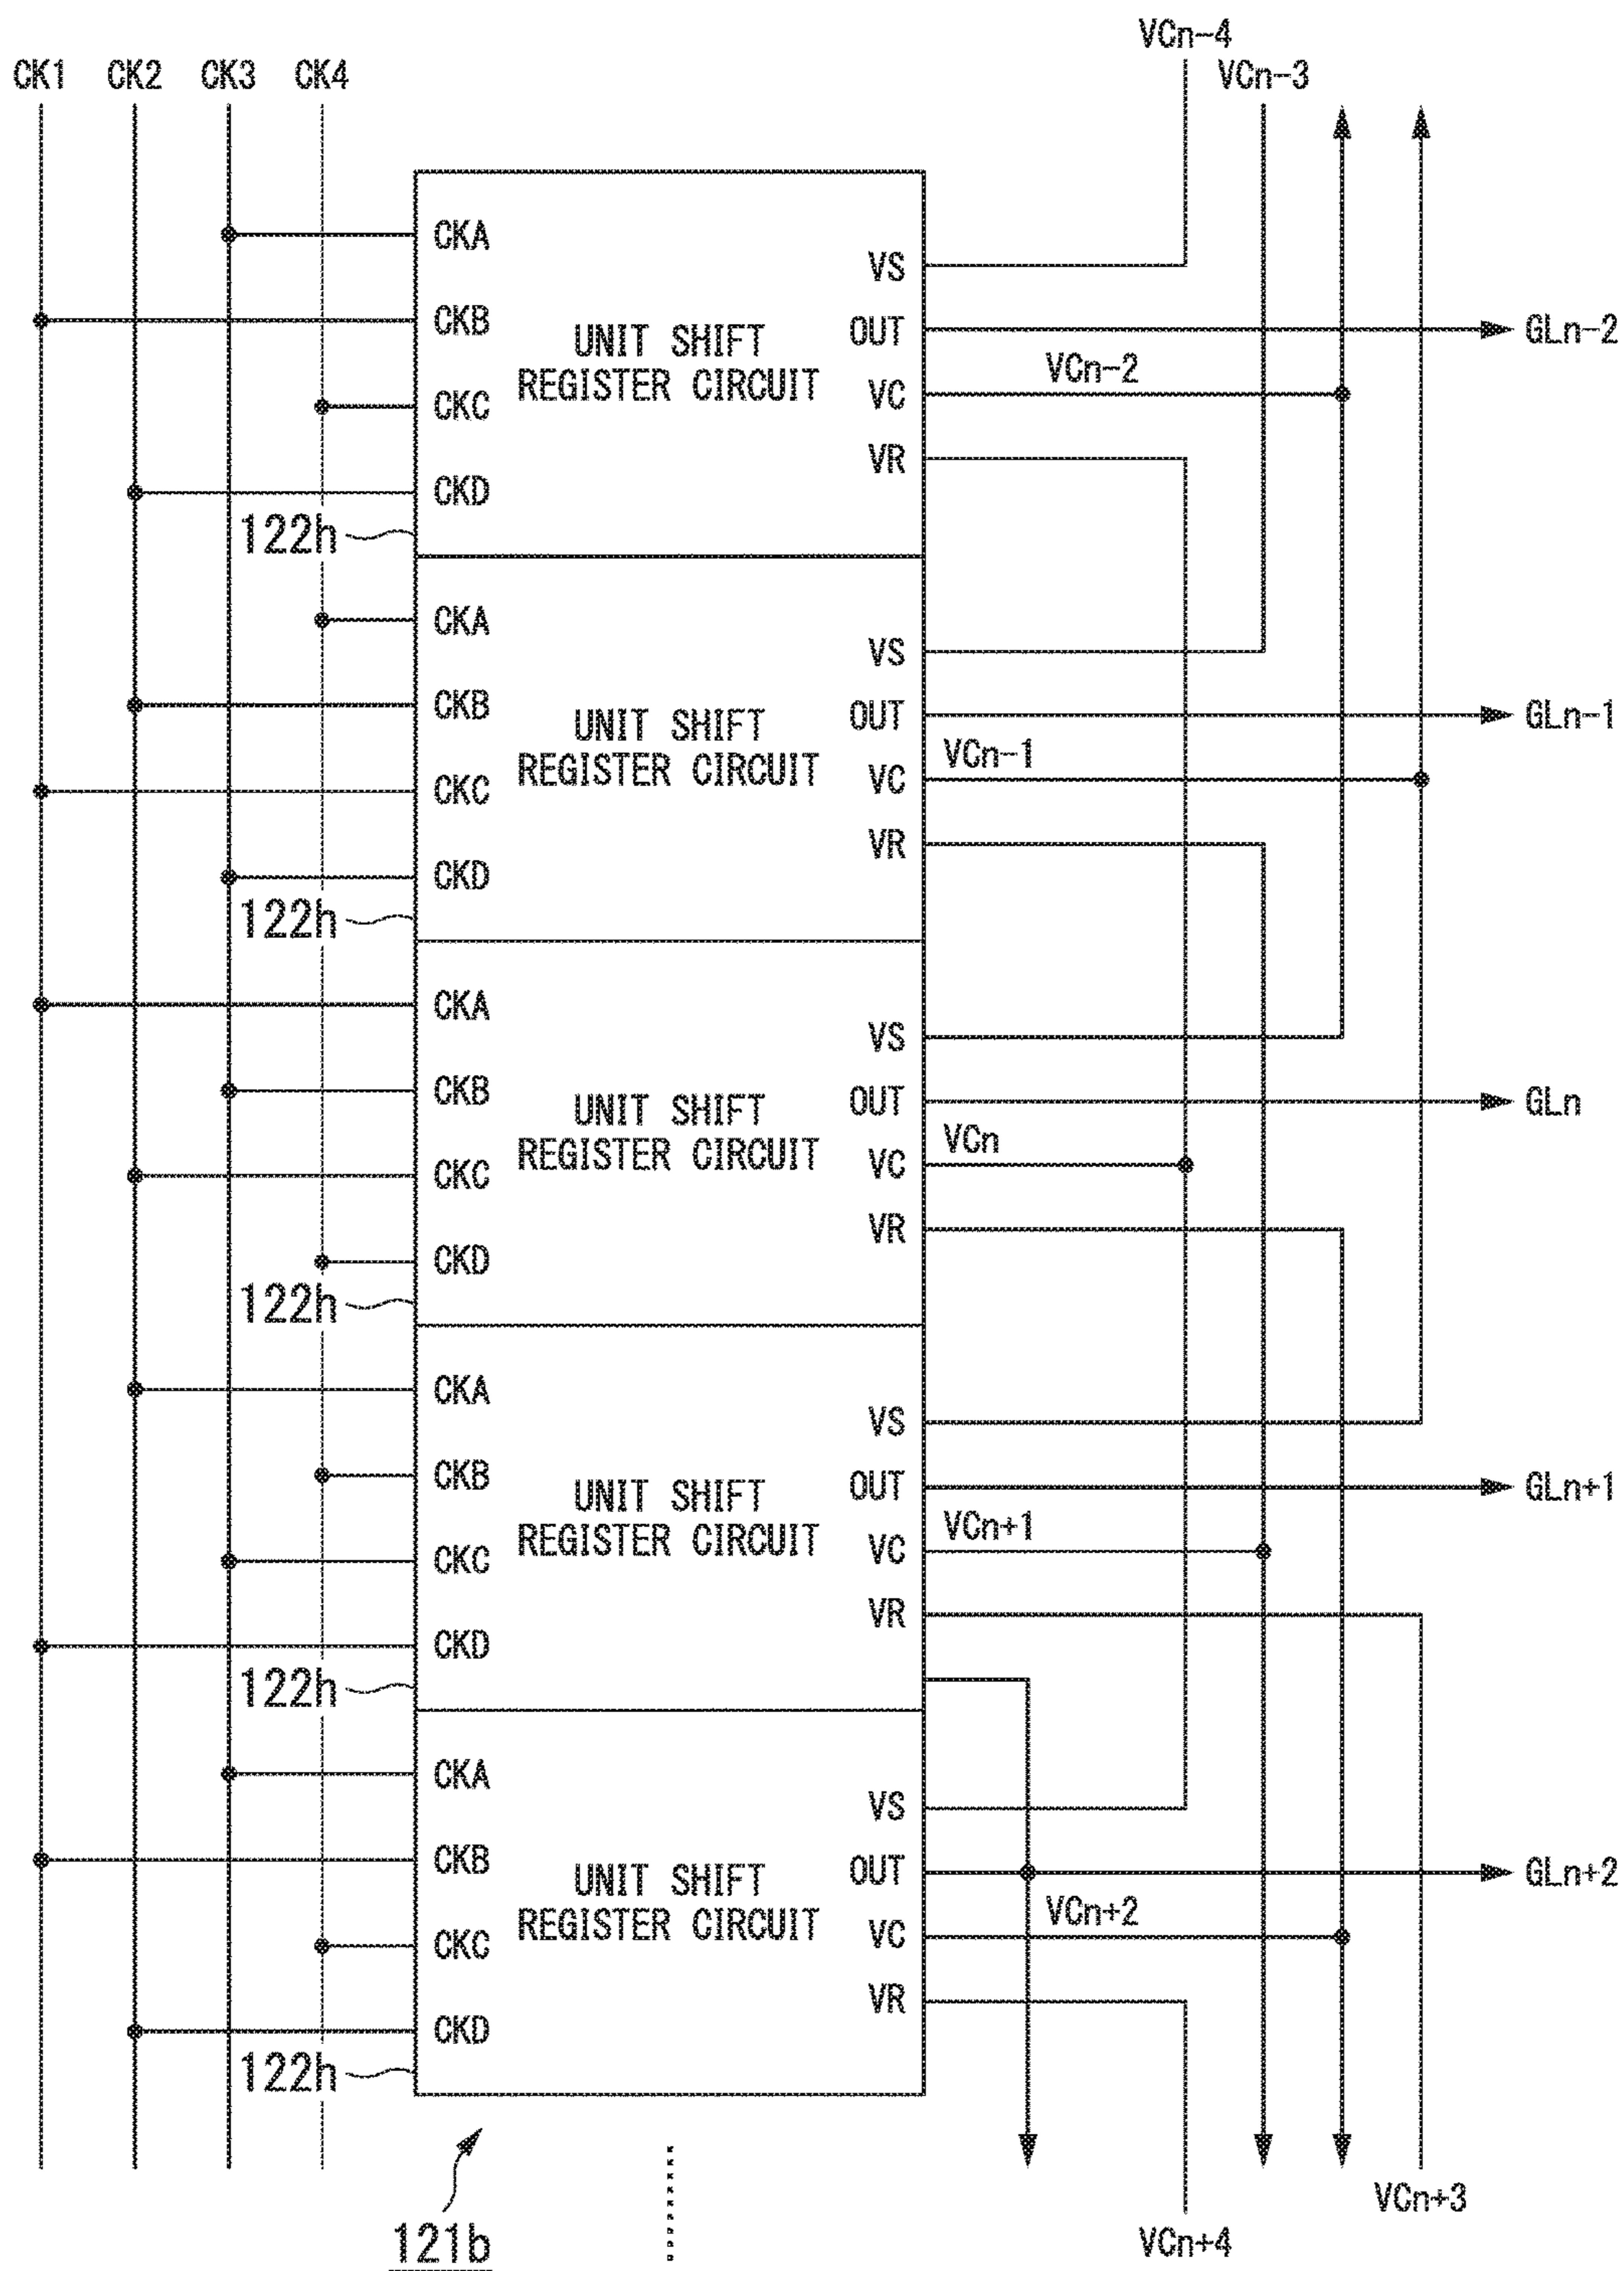 VCn-4
CK1 CK2 CK3 CK4 VCn-3
CKA
VS
CKB
UNIT SHIFT
REGISTER CIRCUIT
OUT
GLn-2
VCn-2
CKC
VC
VR
CKD
122h
CKA
VS
CKB
UNIT SHIFT
REGISTER CIRCUIT
OUT
GLn-1
VCn-1
CKC
VC
VR
CKD
122h
CKA
VS
CKB
UNIT SHIFT
REGISTER CIRCUIT
OUT
GLn
VCn
CKC
VC
VR
CKD
122h
CKA
VS
CKB
UNIT SHIFT
REGISTER CIRCUIT
OUT
GLn+1
VCn+1
CKC
VC
VR
CKD
122h
CKA
VS
CKB
UNIT SHIFT
REGISTER CIRCUIT
OUT
GLn+2
VCn+2
CKC
VC
VR
CKD
122h
VCn+3
121b
VCn+4